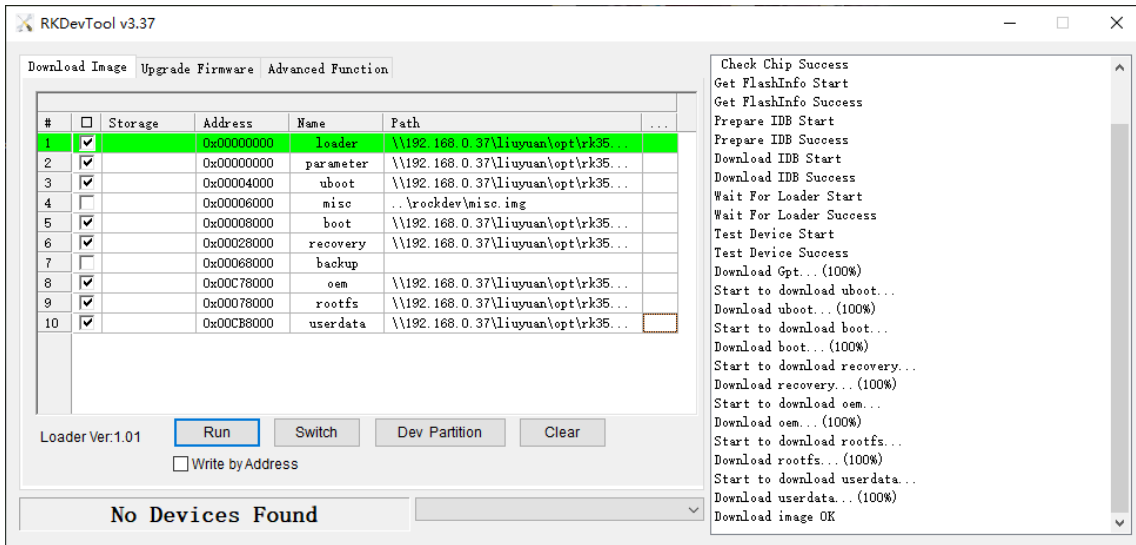 RKDevTool v3.37
Download Image Upgrade Firmware Advanced Function
# Storage Address Name Path ...
1 0x00000000 loader \\192.168.0.37\liuyuan\opt\rk35...
2 0x00000000 parameter \\192.168.0.37\liuyuan\opt\rk35...
3 0x00004000 uboot \\192.168.0.37\liuyuan\opt\rk35...
4 0x00006000 misc ..\rockdev\misc.img
5 0x00008000 boot \\192.168.0.37\liuyuan\opt\rk35...
6 0x00028000 recovery \\192.168.0.37\liuyuan\opt\rk35...
7 0x00068000 backup
8 0x00C78000 oem \\192.168.0.37\liuyuan\opt\rk35...
9 0x00078000 rootfs \\192.168.0.37\liuyuan\opt\rk35...
10 0x00CB8000 userdata \\192.168.0.37\liuyuan\opt\rk35...
Loader Ver:1.01 Run Switch Dev Partition Clear
Write by Address
No Devices Found
Check Chip Success
Get FlashInfo Start
Get FlashInfo Success
Prepare IDB Start
Prepare IDB Success
Download IDB Start
Download IDB Success
Wait For Loader Start
Wait For Loader Success
Test Device Start
Test Device Success
Download Gpt...(100%)
Start to download uboot...
Download uboot...(100%)
Start to download boot...
Download boot...(100%)
Start to download recovery...
Download recovery...(100%)
Start to download oem...
Download oem...(100%)
Start to download rootfs...
Download rootfs...(100%)
Start to download userdata...
Download userdata...(100%)
Download image OK